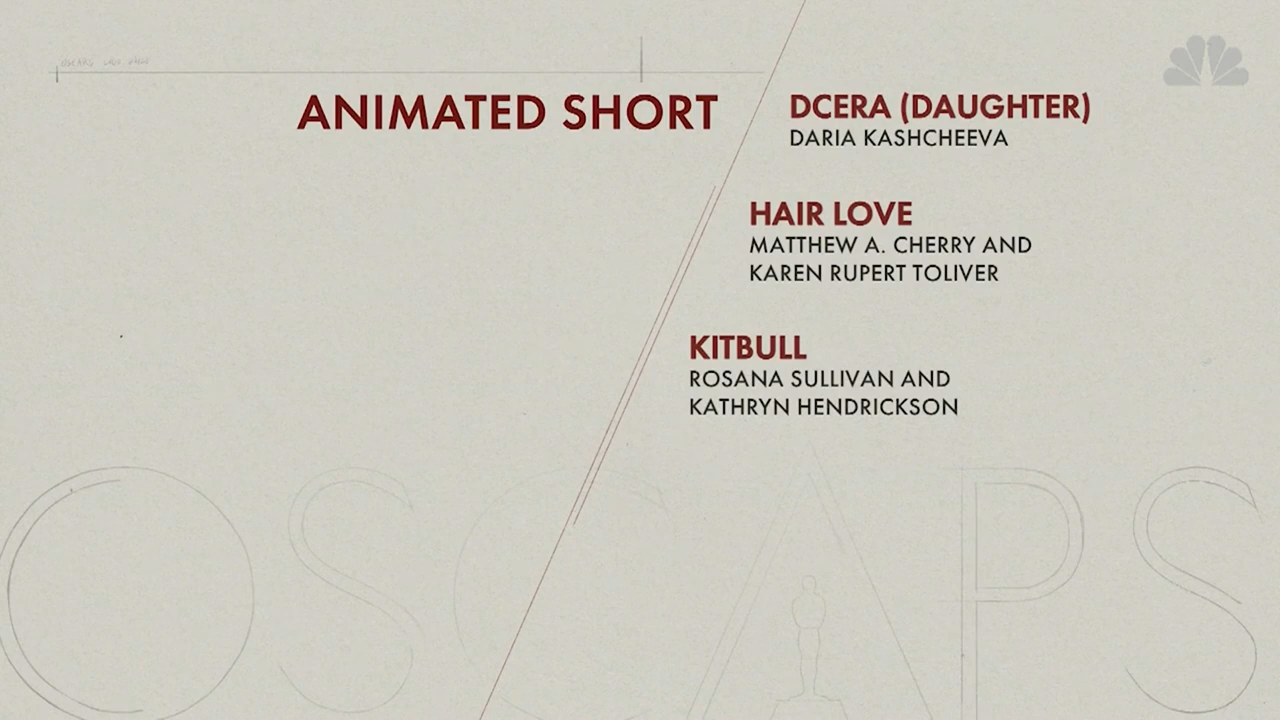 ANIMATED SHORT
DCERA (DAUGHTER)
DARIA KASHCHEEVA
HAIR LOVE
MATTHEW A. CHERRY AND
KAREN RUPERT TOLIVER
KITBULL
ROSANA SULLIVAN AND
KATHRYN HENDRICKSON
OSCARS